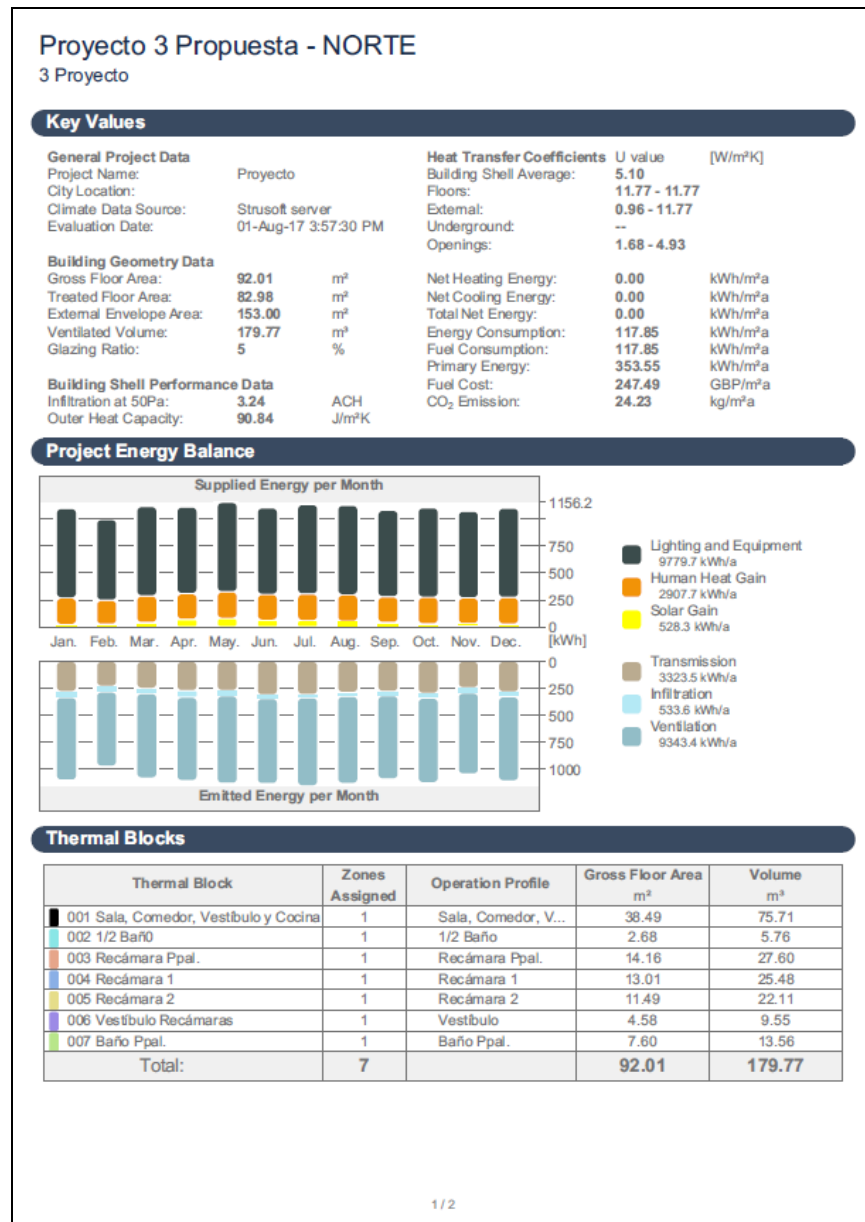 Proyecto 3 Propuesta - NORTE
3 Proyecto
Key Values
General Project Data
Project Name: Proyecto
City Location:
Climate Data Source: Strusoft server
Evaluation Date: 01-Aug-17 3:57:30 PM
Building Geometry Data
Gross Floor Area: 92.01 m²
Treated Floor Area: 82.98 m²
External Envelope Area: 153.00 m²
Ventilated Volume: 179.77 m³
Glazing Ratio: 5 %
Building Shell Performance Data
Infiltration at 50Pa: 3.24 ACH
Outer Heat Capacity: 90.84 J/m²K
Heat Transfer Coefficients U value [W/m²K]
Building Shell Average: 5.10
Floors: 11.77 - 11.77
External: 0.96 - 11.77
Underground: --
Openings: 1.68 - 4.93
Net Heating Energy: 0.00 kWh/m²a
Net Cooling Energy: 0.00 kWh/m²a
Total Net Energy: 0.00 kWh/m²a
Energy Consumption: 117.85 kWh/m²a
Fuel Consumption: 117.85 kWh/m²a
Primary Energy: 353.55 kWh/m²a
Fuel Cost: 247.49 GBP/m²a
CO₂ Emission: 24.23 kg/m²a
Project Energy Balance
Supplied Energy per Month
1156.2
750
500
250
0
Jan. Feb. Mar. Apr. May. Jun. Jul. Aug. Sep. Oct. Nov. Dec. [kWh]
0
250
500
750
1000
Emitted Energy per Month
Lighting and Equipment
9779.7 kWh/a
Human Heat Gain
2907.7 kWh/a
Solar Gain
528.3 kWh/a
Transmission
3323.5 kWh/a
Infiltration
533.6 kWh/a
Ventilation
9343.4 kWh/a
Thermal Blocks
Thermal Block Zones Assigned Operation Profile Gross Floor Area m² Volume m³
001 Sala, Comedor, Vestíbulo y Cocina 1 Sala, Comedor, V... 38.49 75.71
002 1/2 Bañ0 1 1/2 Baño 2.68 5.76
003 Recámara Ppal. 1 Recámara Ppal. 14.16 27.60
004 Recámara 1 1 Recámara 1 13.01 25.48
005 Recámara 2 1 Recámara 2 11.49 22.11
006 Vestíbulo Recámaras 1 Vestíbulo 4.58 9.55
007 Baño Ppal. 1 Baño Ppal. 7.60 13.56
Total: 7 92.01 179.77
1 / 2